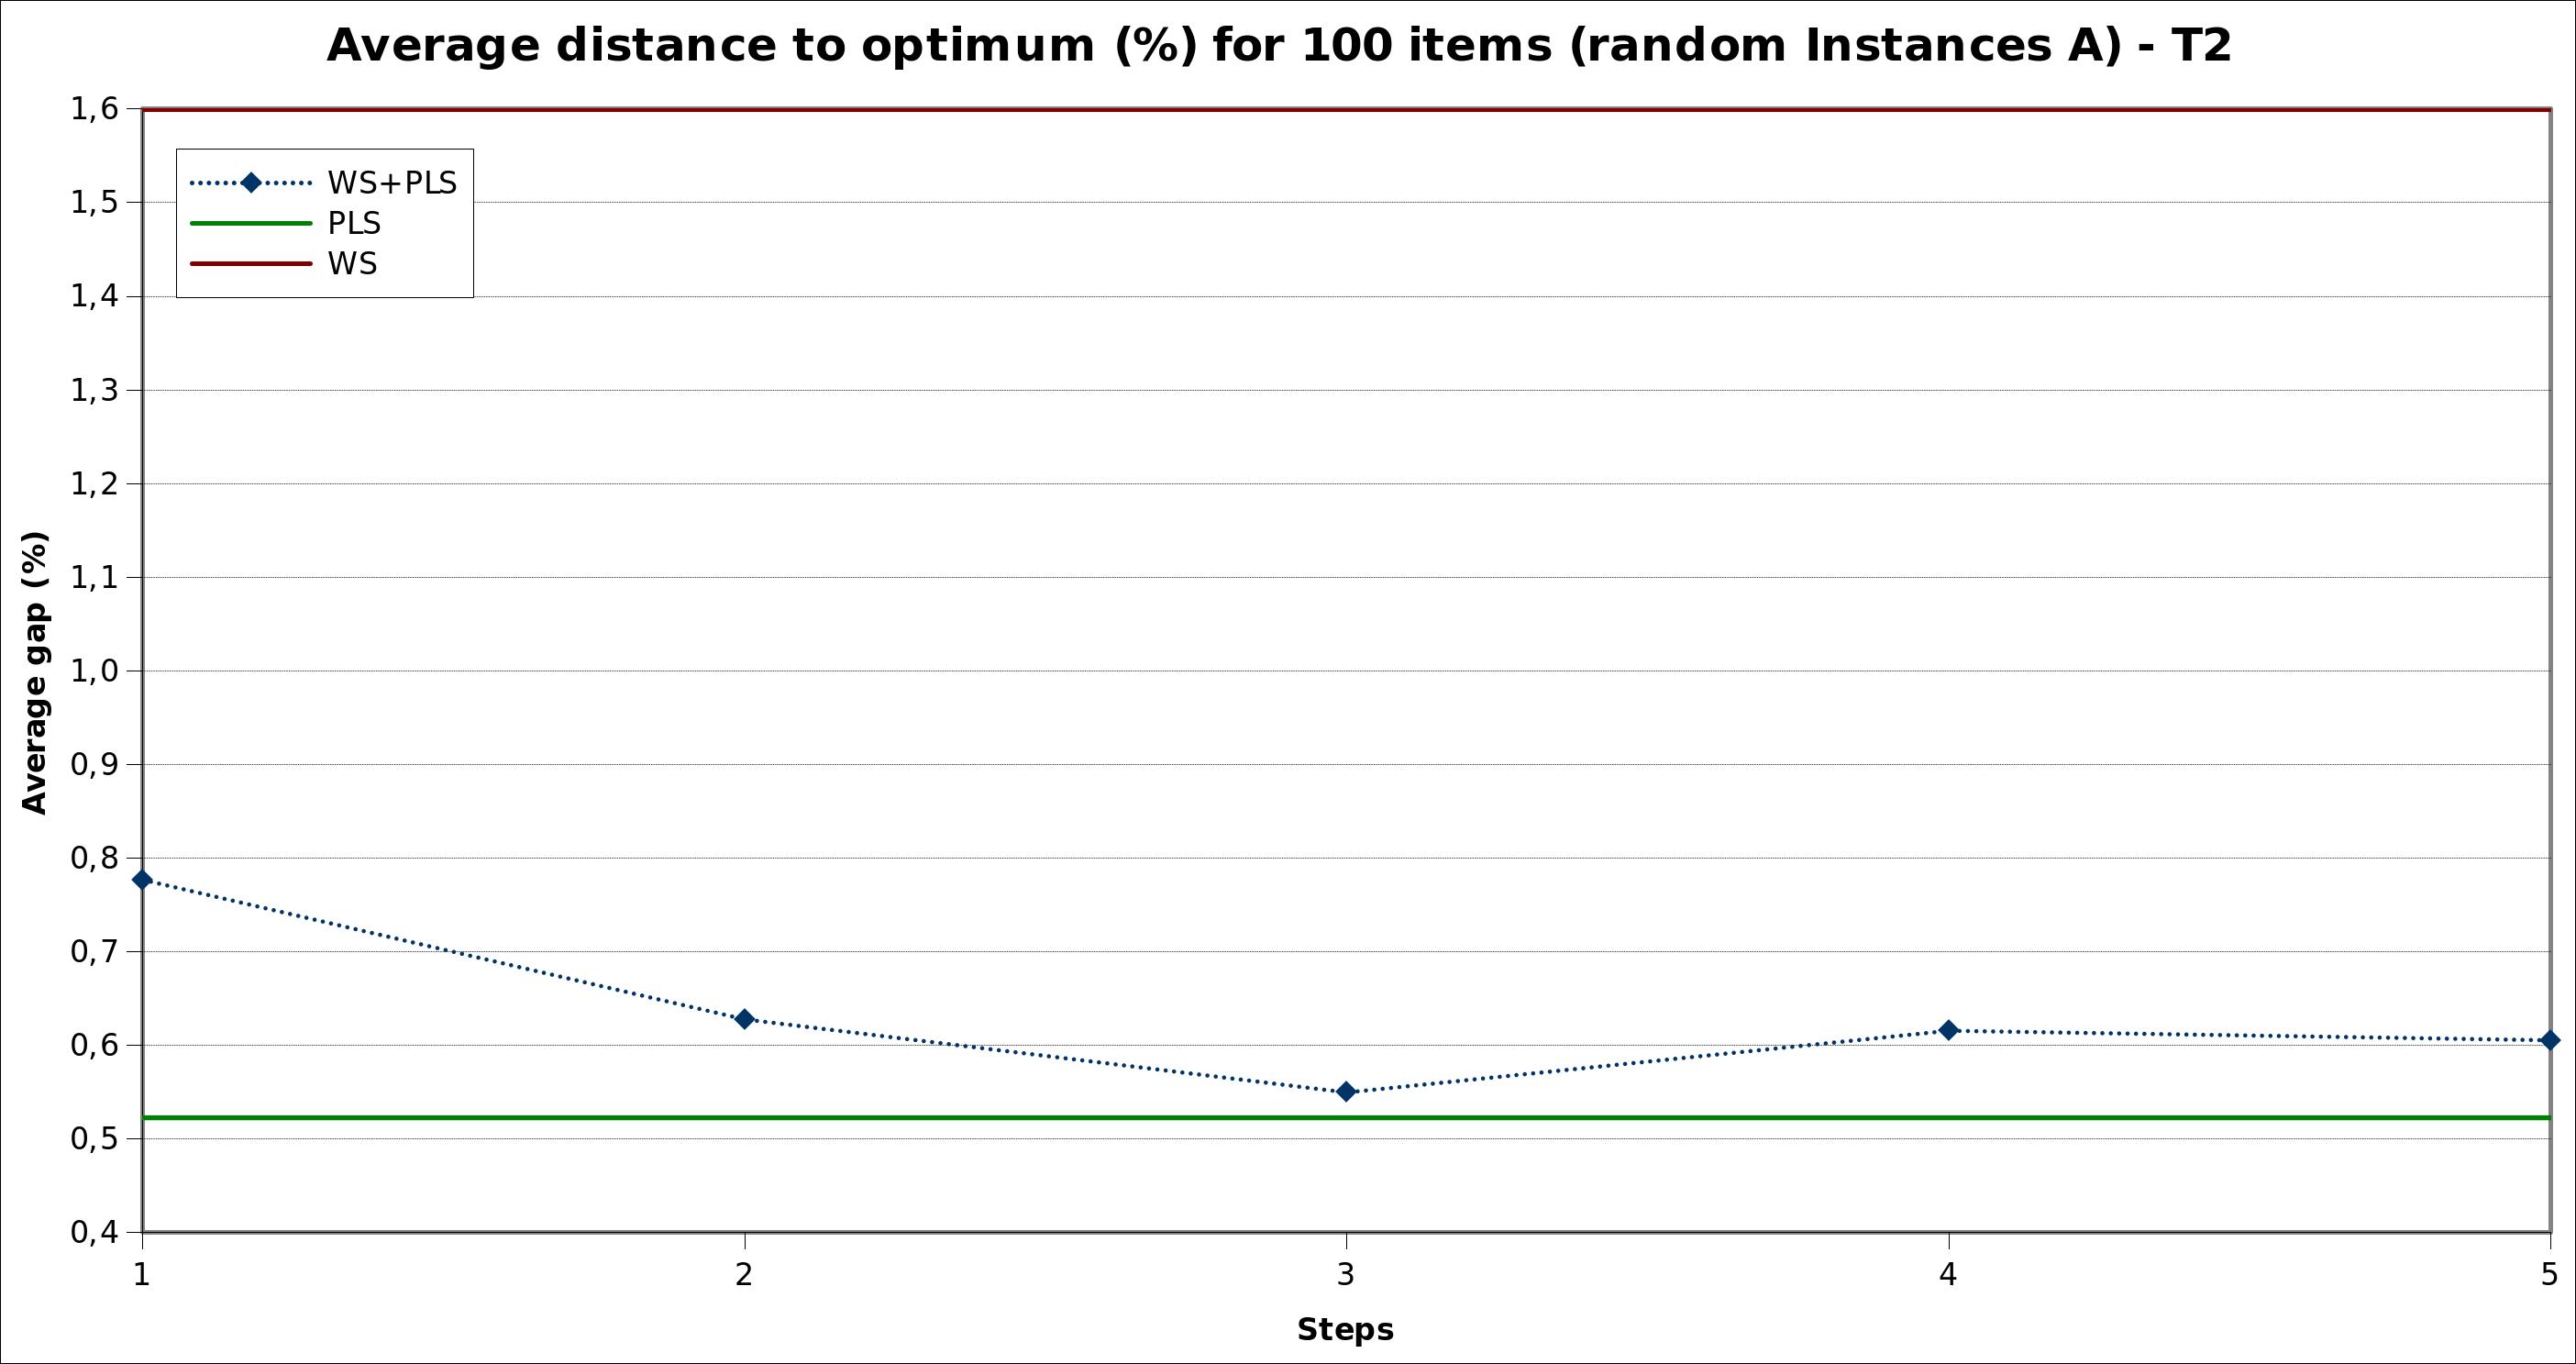 Average distance to optimum (%) for 100 items (random Instances A) - T2
1,6
1,5
1,4
1,3
1,2
1,1
1,0
0,9
0,8
0,7
0,6
0,5
0,4
Average gap (%)
WS+PLS
PLS
WS
1 2 3 4 5
Steps